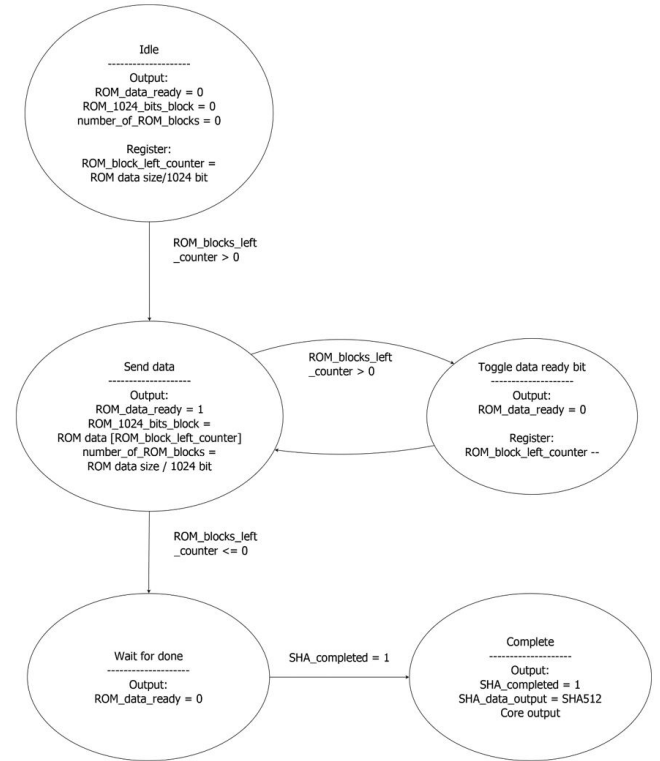 Idle
--------------------
Output:
ROM_data_ready = 0
ROM_1024_bits_block = 0
number_of_ROM_blocks = 0
Register:
ROM_block_left_counter =
ROM data size/1024 bit
ROM_blocks_left
_counter > 0
Send data
--------------------
Output:
ROM_data_ready = 1
ROM_1024_bits_block =
ROM data [ROM_block_left_counter]
number_of_ROM_blocks =
ROM data size / 1024 bit
ROM_blocks_left
_counter > 0
Toggle data ready bit
--------------------
Output:
ROM_data_ready = 0
Register:
ROM_block_left_counter --
ROM_blocks_left
_counter <= 0
Wait for done
--------------------
Output:
ROM_data_ready = 0
SHA_completed = 1
Complete
--------------------
Output:
SHA_completed = 1
SHA_data_output = SHA512
Core output